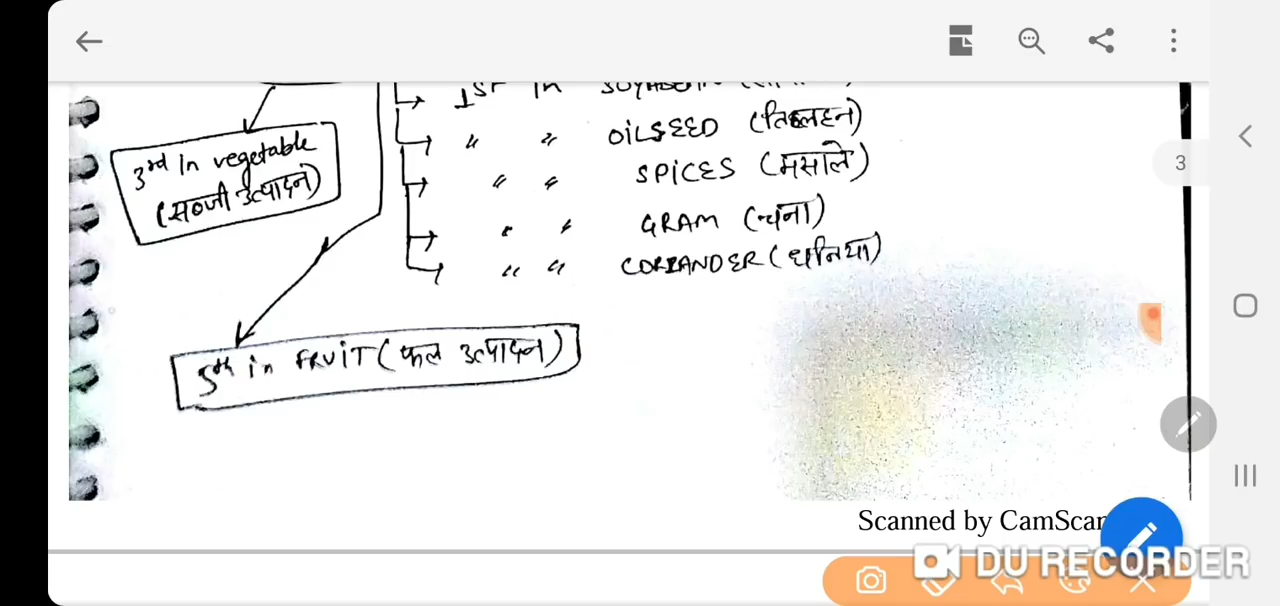 3
1st in SOYABEAN
" " OILSEED (तिलहन)
" " SPICES (मसाले)
" " GRAM (चना)
" " CORIANDER (धनिया)
3rd in vegetable
(सब्जी उत्पादन)
5th in FRUIT (फल उत्पादन)
Scanned by CamScan
DU RECORDER